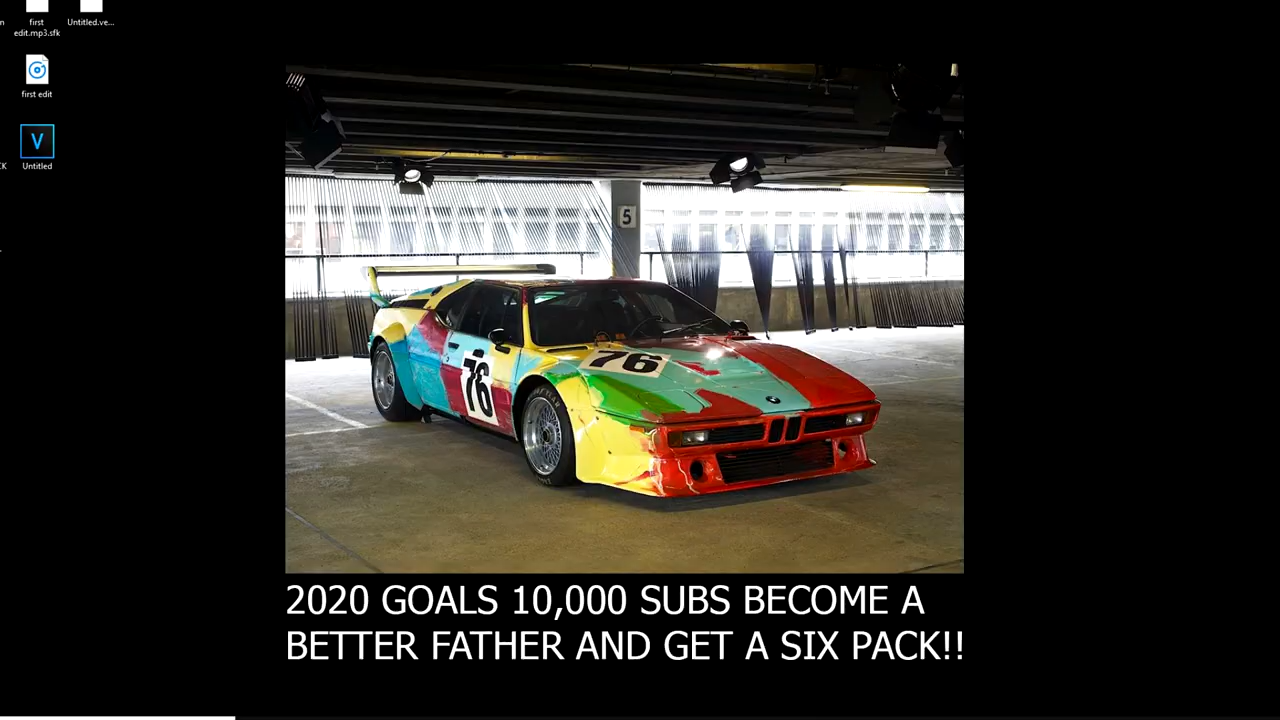 first
edit.mp3.sfk
Untitled.ve...
first edit
V
Untitled
5
76
76
2020 GOALS 10,000 SUBS BECOME A
BETTER FATHER AND GET A SIX PACK!!